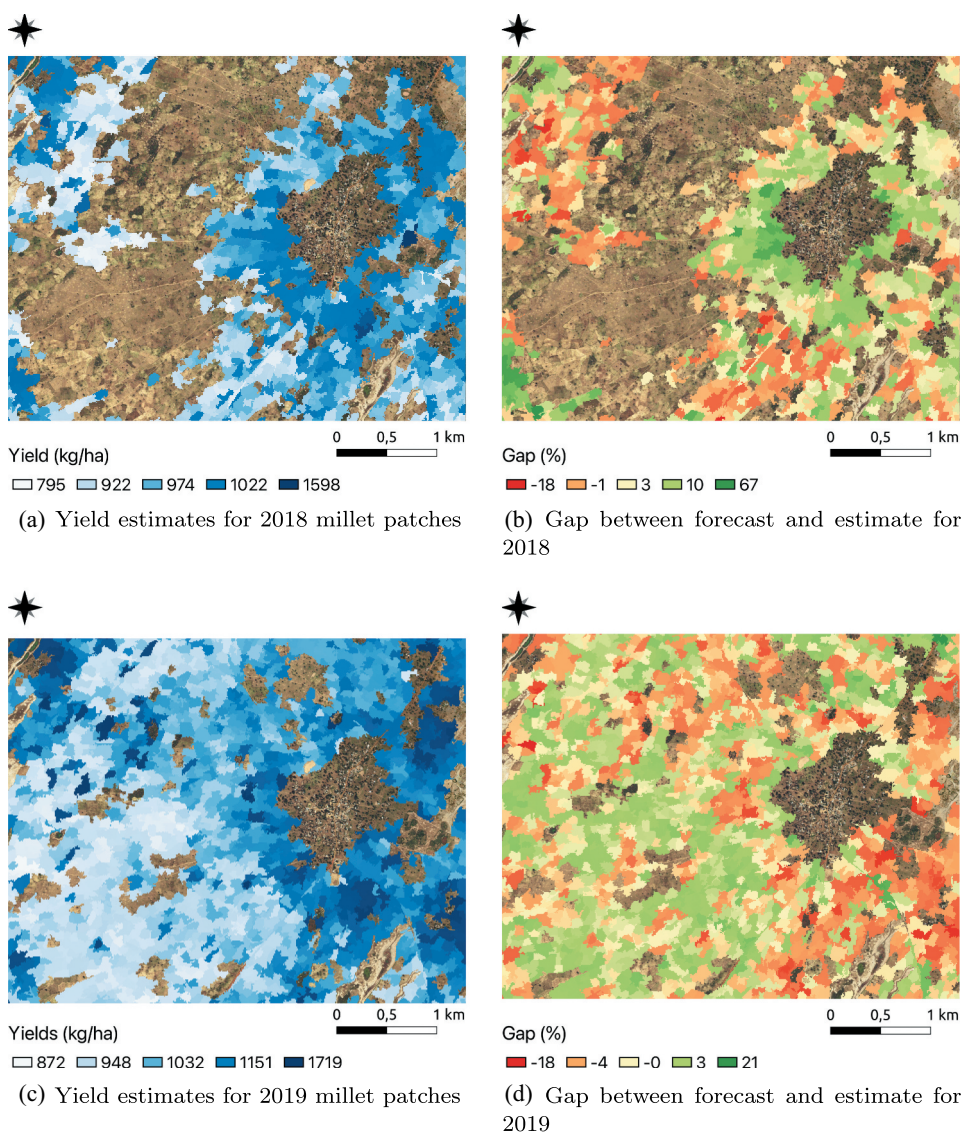 0 0,5 1 km
Yield (kg/ha)
795 922 974 1022 1598
(a) Yield estimates for 2018 millet patches
0 0,5 1 km
Gap (%)
-18 -1 3 10 67
(b) Gap between forecast and estimate for
2018
0 0,5 1 km
Yields (kg/ha)
872 948 1032 1151 1719
(c) Yield estimates for 2019 millet patches
0 0,5 1 km
Gap (%)
-18 -4 -0 3 21
(d) Gap between forecast and estimate for
2019